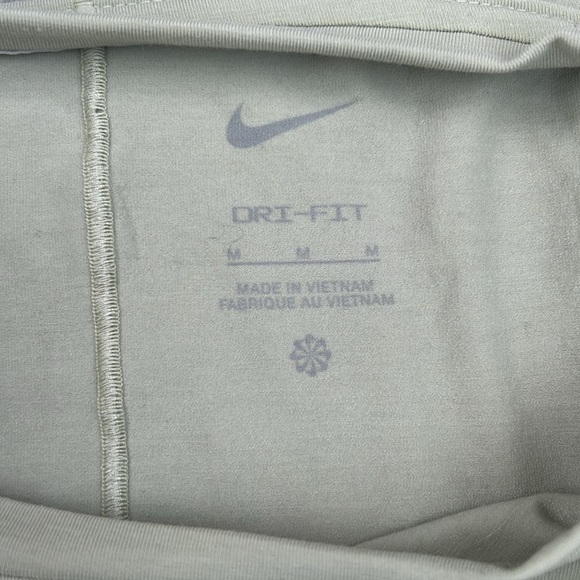 DRI-FIT
M M M
MADE IN VIETNAM
FABRIQUE AU VIETNAM